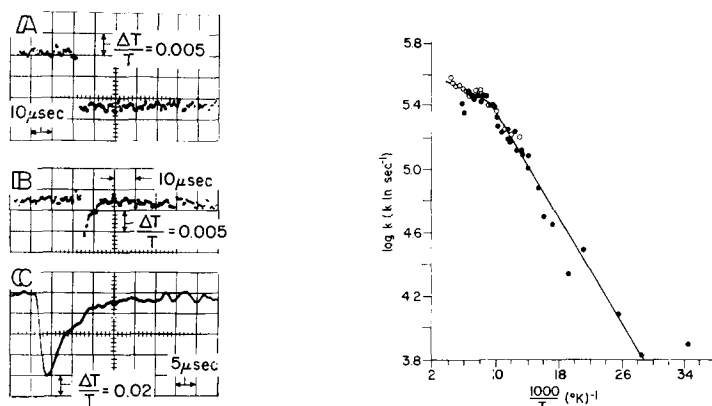 A
ΔT
T = 0.005
10μsec
B
10μsec
ΔT
T = 0.005
C
5μsec
ΔT
T = 0.02
5.8
5.4
5.0
4.6
4.2
3.8
log k (k in sec⁻¹)
2 10 18 26 34
1000
T (°K)⁻¹